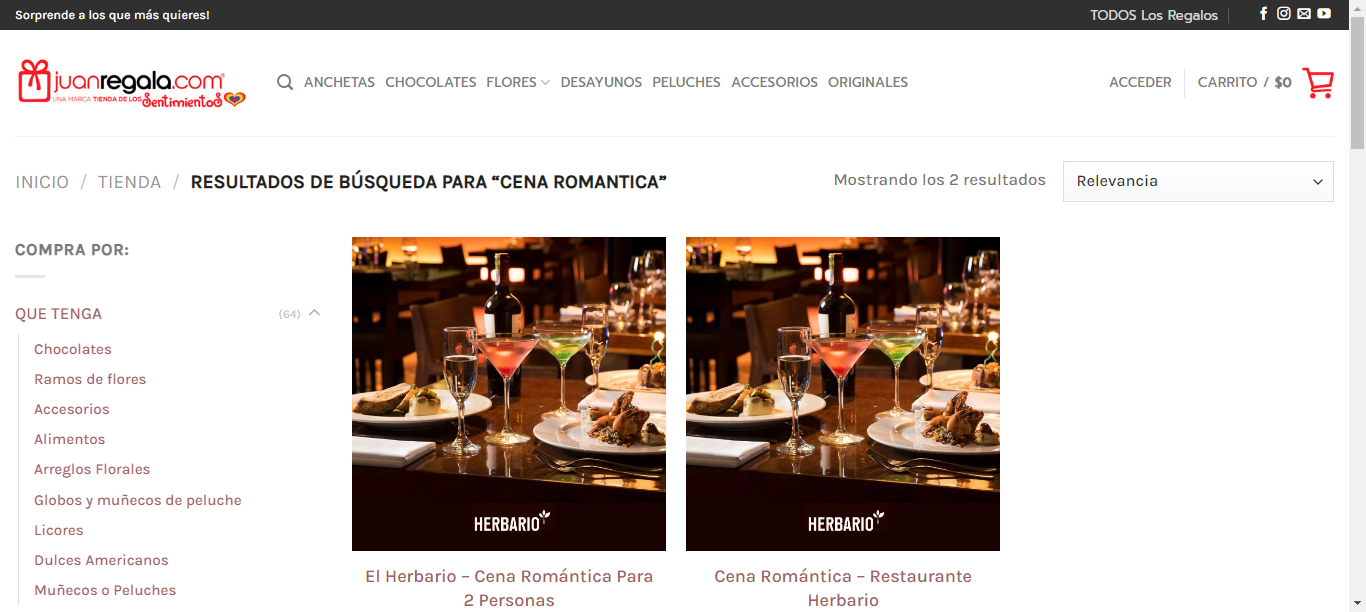 Sorprende a los que más quieres!
TODOS Los Regalos
juanregala.com®
UNA MARCA TIENDA DE LOS Sentimientos
ANCHETAS CHOCOLATES FLORES DESAYUNOS PELUCHES ACCESORIOS ORIGINALES
ACCEDER
CARRITO / $0
INICIO / TIENDA / RESULTADOS DE BÚSQUEDA PARA “CENA ROMANTICA”
Mostrando los 2 resultados
Relevancia
COMPRA POR:
QUE TENGA (64)
Chocolates
Ramos de flores
Accesorios
Alimentos
Arreglos Florales
Globos y muñecos de peluche
Licores
Dulces Americanos
Muñecos o Peluches
HERBARIO
El Herbario – Cena Romántica Para
2 Personas
HERBARIO
Cena Romántica – Restaurante
Herbario